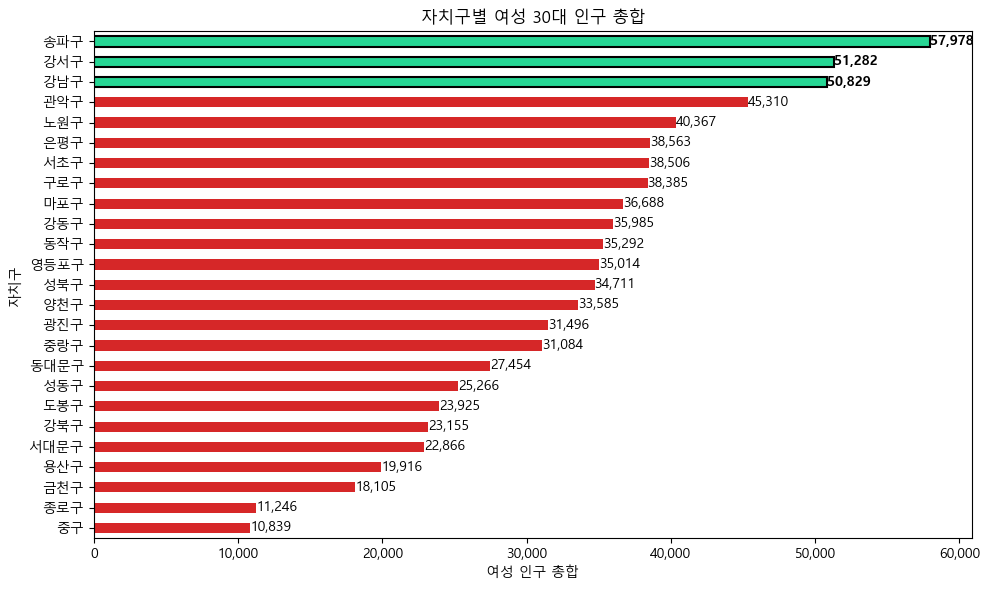 자치구별 여성 30대 인구 총합
자치구
송파구 57,978
강서구 51,282
강남구 50,829
관악구 45,310
노원구 40,367
은평구 38,563
서초구 38,506
구로구 38,385
마포구 36,688
강동구 35,985
동작구 35,292
영등포구 35,014
성북구 34,711
양천구 33,585
광진구 31,496
중랑구 31,084
동대문구 27,454
성동구 25,266
도봉구 23,925
강북구 23,155
서대문구 22,866
용산구 19,916
금천구 18,105
종로구 11,246
중구 10,839
0 10,000 20,000 30,000 40,000 50,000 60,000
여성 인구 총합